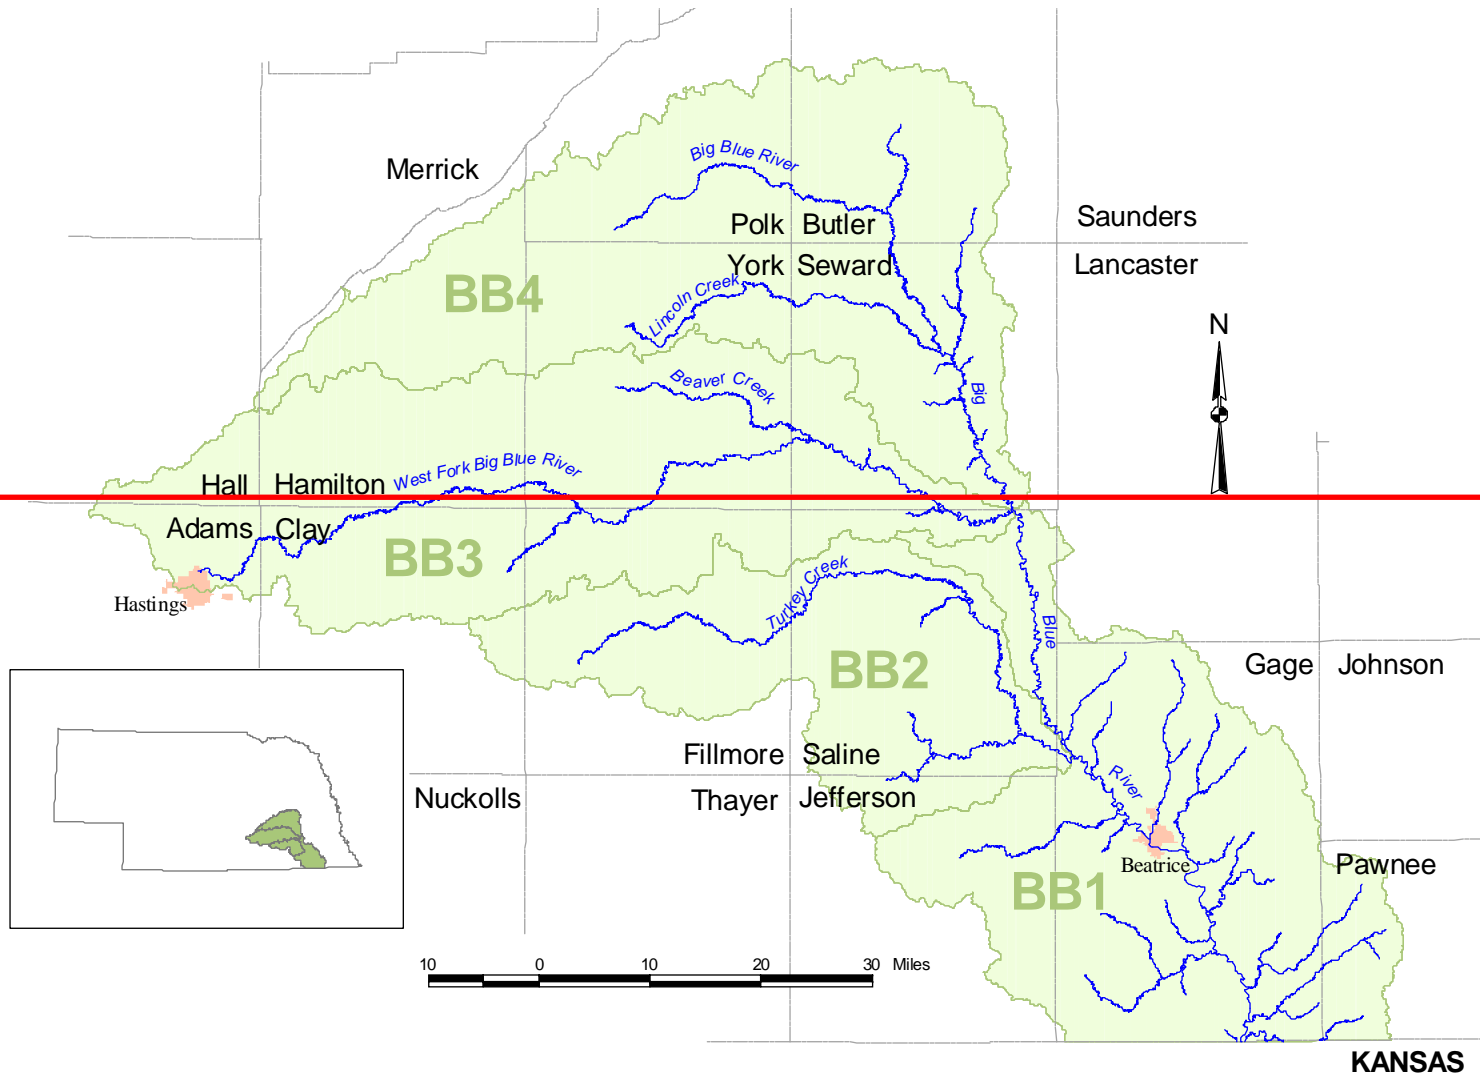 Merrick
Big Blue River
Polk Butler
Saunders
York Seward
Lancaster
BB4
Lincoln Creek
N
Beaver Creek
Big
West Fork Big Blue River
Hall Hamilton
Adams Clay
BB3
Hastings
Turkey Creek
Blue
BB2
Gage Johnson
Fillmore Saline
River
Nuckolls
Thayer Jefferson
Beatrice
Pawnee
BB1
10 0 10 20 30 Miles
KANSAS